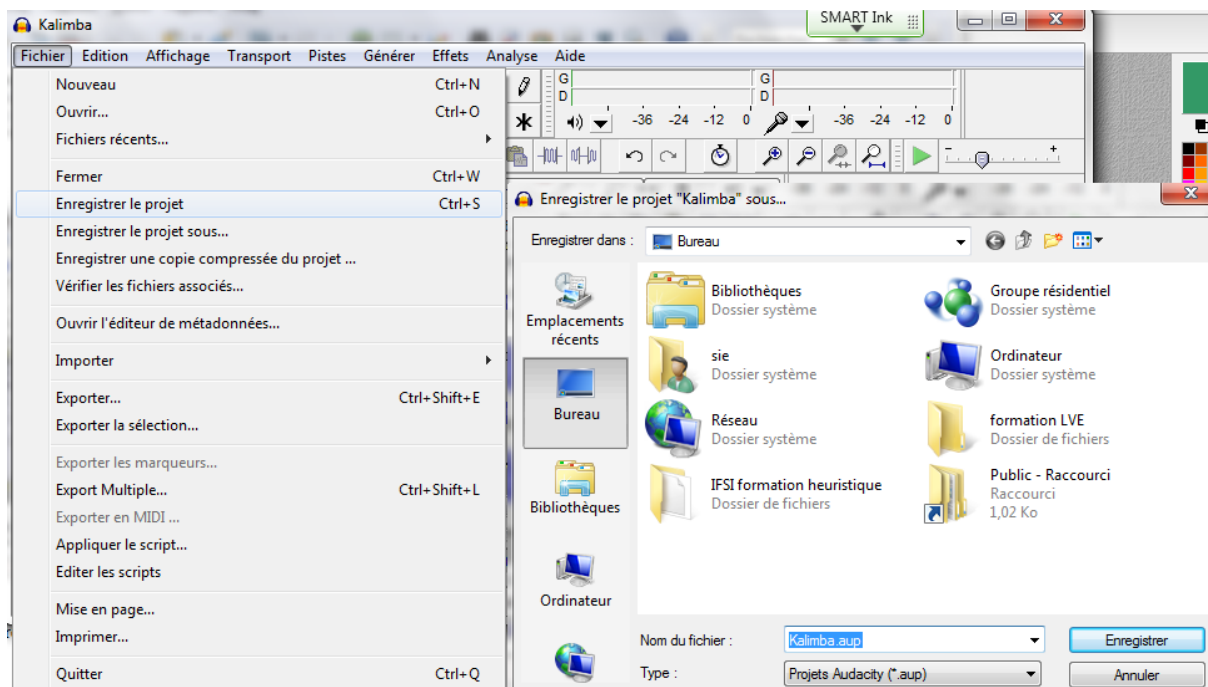 Kalimba
SMART Ink
Fichier Edition Affichage Transport Pistes Générer Effets Analyse Aide
Nouveau Ctrl+N
Ouvrir... Ctrl+O
Fichiers récents...
Fermer Ctrl+W
Enregistrer le projet Ctrl+S
Enregistrer le projet sous...
Enregistrer une copie compressée du projet ...
Vérifier les fichiers associés...
Ouvrir l'éditeur de métadonnées...
Importer
Exporter... Ctrl+Shift+E
Exporter la sélection...
Exporter les marqueurs...
Export Multiple... Ctrl+Shift+L
Exporter en MIDI ...
Appliquer le script...
Editer les scripts
Mise en page...
Imprimer...
Quitter Ctrl+Q
G G
D D
-36 -24 -12 0 -36 -24 -12 0
Enregistrer le projet "Kalimba" sous...
Enregistrer dans : Bureau
Emplacements
récents
Bureau
Bibliothèques
Ordinateur
Bibliothèques
Dossier système
Groupe résidentiel
Dossier système
sie
Dossier système
Ordinateur
Dossier système
Réseau
Dossier système
formation LVE
Dossier de fichiers
IFSI formation heuristique
Dossier de fichiers
Public - Raccourci
Raccourci
1,02 Ko
Nom du fichier : Kalimba.aup Enregistrer
Type : Projets Audacity (*.aup) Annuler